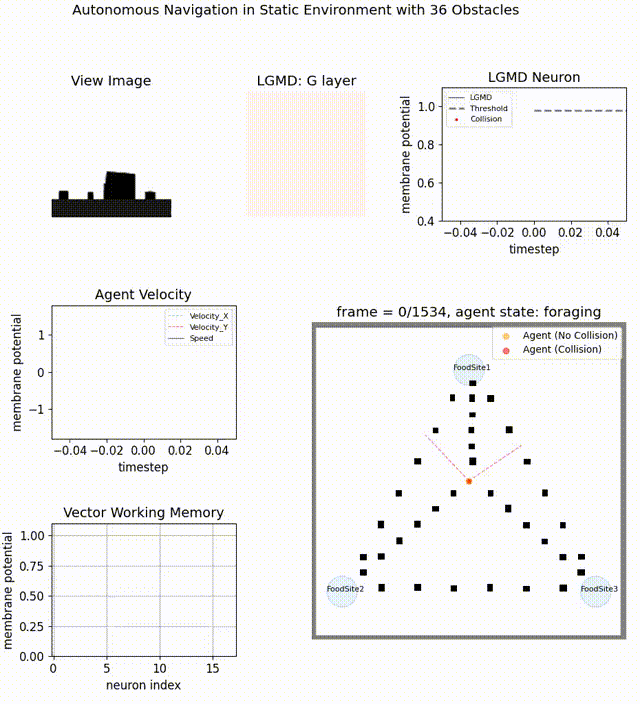 Autonomous Navigation in Static Environment with 36 Obstacles
View Image
LGMD: G layer
LGMD Neuron
LGMD
Threshold
Collision
membrane potential
1.0
0.8
0.6
0.4
−0.04 −0.02 0.00 0.02 0.04
timestep
Agent Velocity
Velocity_X
Velocity_Y
Speed
membrane potential
1
0
−1
−0.04 −0.02 0.00 0.02 0.04
timestep
frame = 0/1534, agent state: foraging
Agent (No Collision)
Agent (Collision)
FoodSite1
FoodSite2
FoodSite3
Vector Working Memory
membrane potential
1.00
0.75
0.50
0.25
0.00
0 5 10 15
neuron index